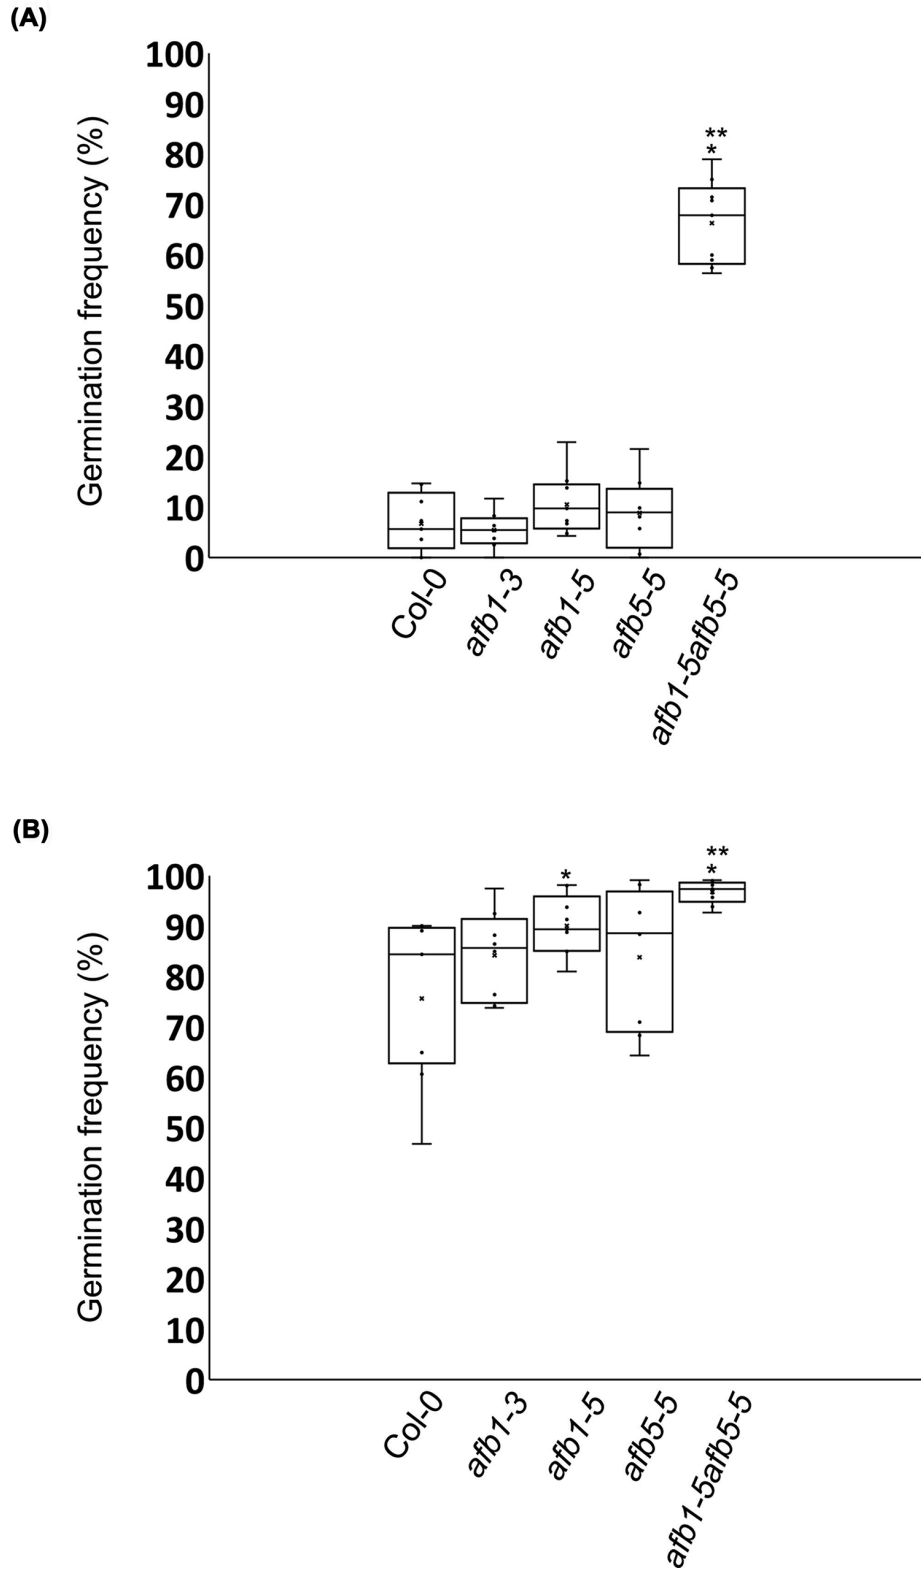 (A)
Germination frequency (%)
100
90
80
70
60
50
40
30
20
10
0
**
*
Col-0
afb1-3
afb1-5
afb5-5
afb1-5afb5-5
(B)
Germination frequency (%)
100
90
80
70
60
50
40
30
20
10
0
*
**
*
Col-0
afb1-3
afb1-5
afb5-5
afb1-5afb5-5